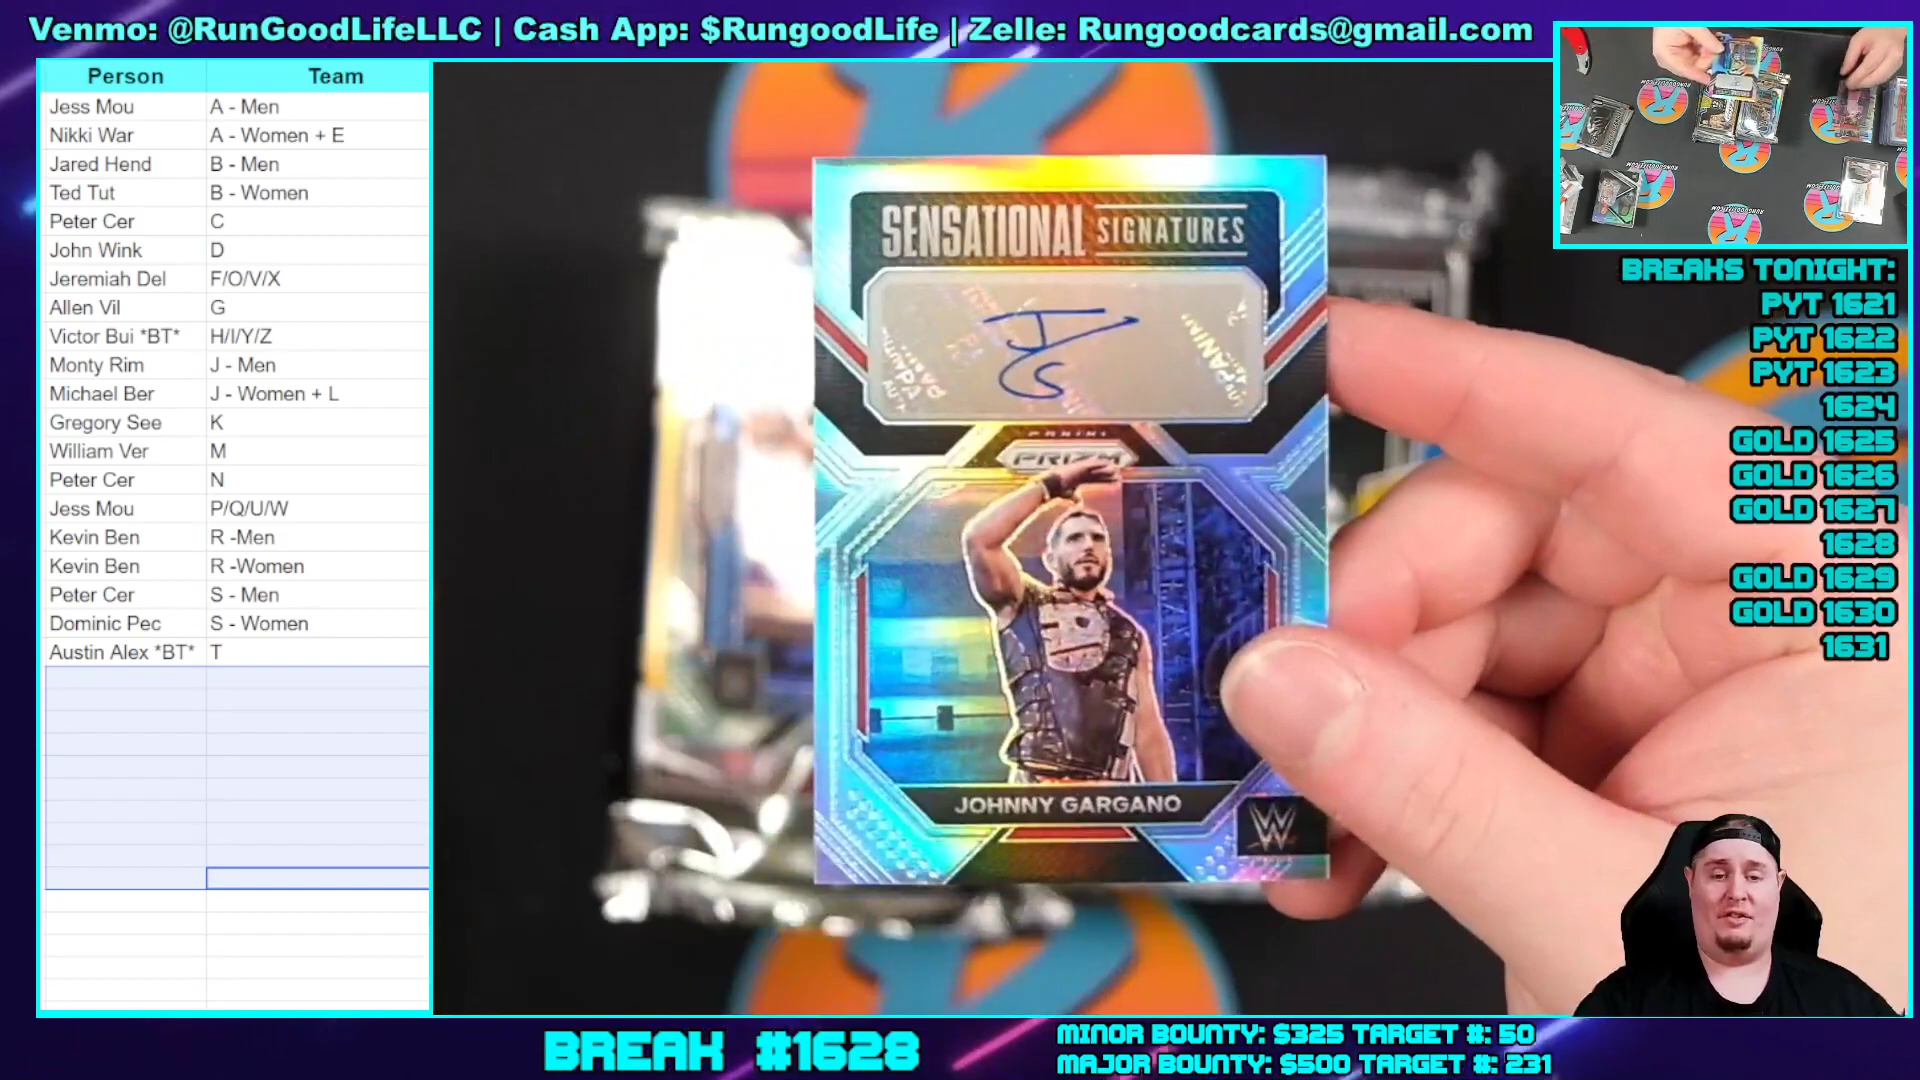 Venmo: @RunGoodLifeLLC | Cash App: $RungoodLife | Zelle: Rungoodcards@gmail.com
Person Team
Jess Mou A - Men
Nikki War A - Women + E
Jared Hend B - Men
Ted Tut B - Women
Peter Cer C
John Wink D
Jeremiah Del F/O/V/X
Allen Vil G
Victor Bui *BT* H/I/Y/Z
Monty Rim J - Men
Michael Ber J - Women + L
Gregory See K
William Ver M
Peter Cer N
Jess Mou P/Q/U/W
Kevin Ben R -Men
Kevin Ben R -Women
Peter Cer S - Men
Dominic Pec S - Women
Austin Alex *BT* T
SENSATIONAL SIGNATURES
PANINI
PRIZM
JOHNNY GARGANO
W
BREAKS TONIGHT:
PYT 1621
PYT 1622
PYT 1623
1624
GOLD 1625
GOLD 1626
GOLD 1627
1628
GOLD 1629
GOLD 1630
1631
BREAK #1628
MINOR BOUNTY: $325 TARGET #: 50
MAJOR BOUNTY: $500 TARGET #: 231